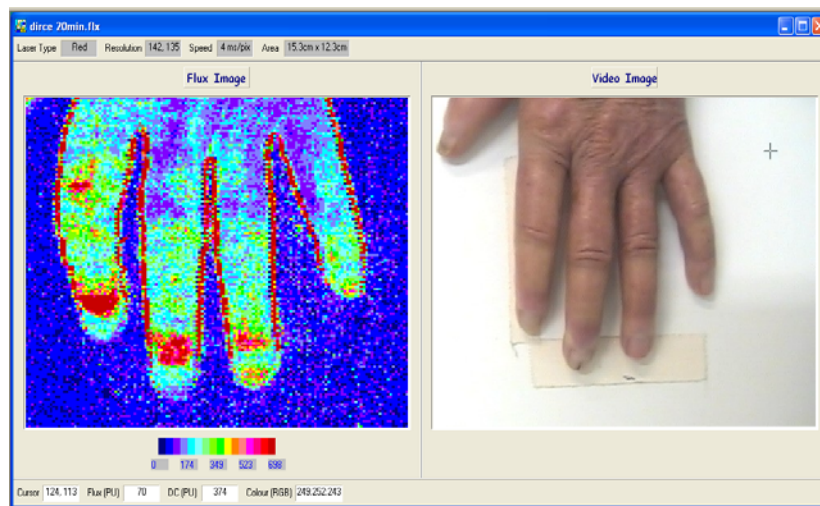 dirce 20min.flx
Laser Type Red Resolution 142, 135 Speed 4 ms/pix Area 15.3cm x 12.3cm
Flux Image
Video Image
0 174 349 523 698
Cursor 124, 113 Flux (PU) 70 DC (PU) 374 Colour (RGB) 249.252.243